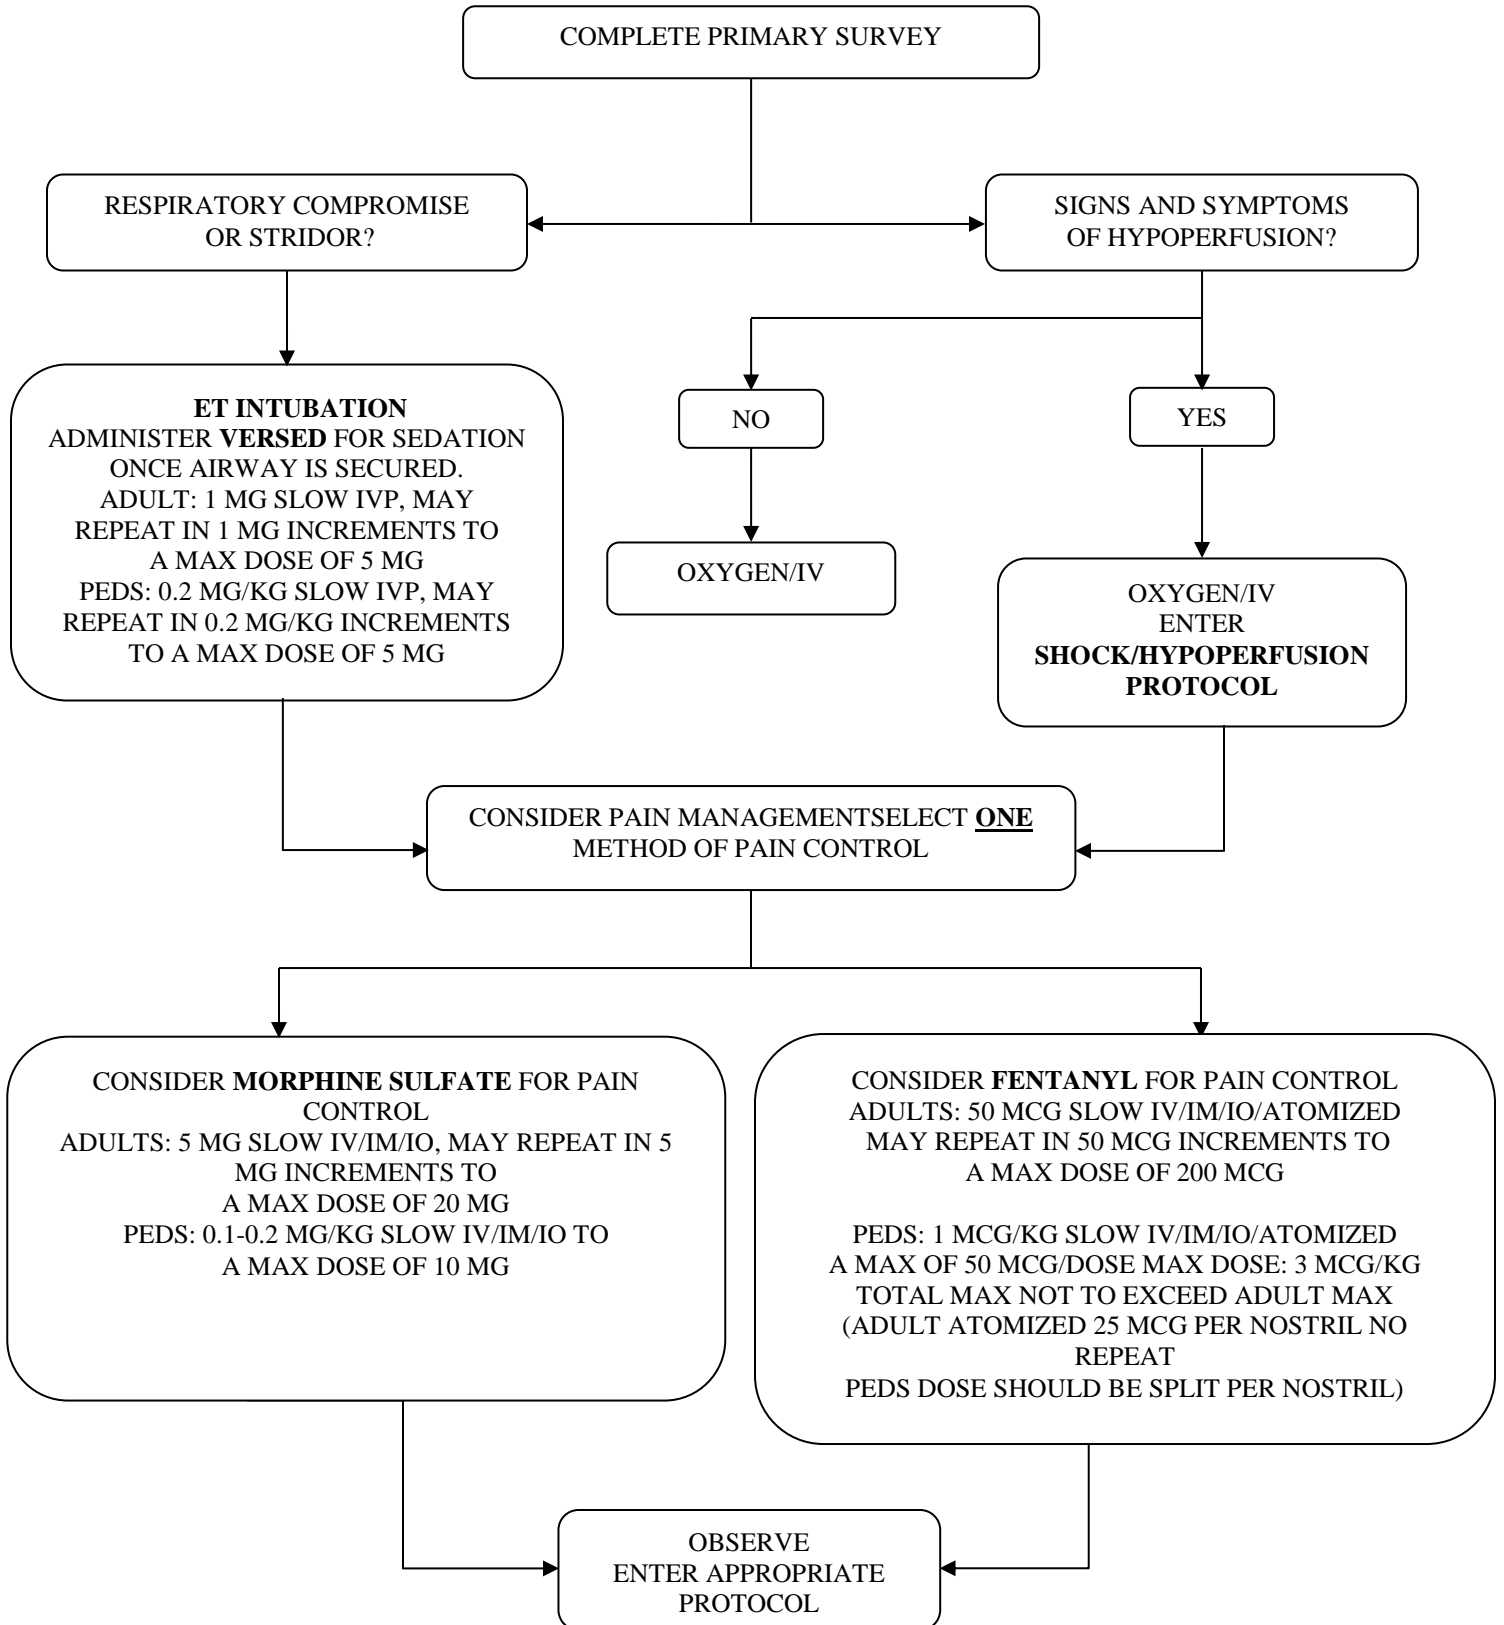 COMPLETE PRIMARY SURVEY
RESPIRATORY COMPROMISE
OR STRIDOR?
SIGNS AND SYMPTOMS
OF HYPOPERFUSION?
ET INTUBATION
ADMINISTER VERSED FOR SEDATION
ONCE AIRWAY IS SECURED.
ADULT: 1 MG SLOW IVP, MAY
REPEAT IN 1 MG INCREMENTS TO
A MAX DOSE OF 5 MG
PEDS: 0.2 MG/KG SLOW IVP, MAY
REPEAT IN 0.2 MG/KG INCREMENTS
TO A MAX DOSE OF 5 MG
NO
YES
OXYGEN/IV
OXYGEN/IV
ENTER
SHOCK/HYPOPERFUSION
PROTOCOL
CONSIDER PAIN MANAGEMENTSELECT ONE
METHOD OF PAIN CONTROL
CONSIDER MORPHINE SULFATE FOR PAIN
CONTROL
ADULTS: 5 MG SLOW IV/IM/IO, MAY REPEAT IN 5
MG INCREMENTS TO
A MAX DOSE OF 20 MG
PEDS: 0.1-0.2 MG/KG SLOW IV/IM/IO TO
A MAX DOSE OF 10 MG
CONSIDER FENTANYL FOR PAIN CONTROL
ADULTS: 50 MCG SLOW IV/IM/IO/ATOMIZED
MAY REPEAT IN 50 MCG INCREMENTS TO
A MAX DOSE OF 200 MCG
PEDS: 1 MCG/KG SLOW IV/IM/IO/ATOMIZED
A MAX OF 50 MCG/DOSE MAX DOSE: 3 MCG/KG
TOTAL MAX NOT TO EXCEED ADULT MAX
(ADULT ATOMIZED 25 MCG PER NOSTRIL NO
REPEAT
PEDS DOSE SHOULD BE SPLIT PER NOSTRIL)
OBSERVE
ENTER APPROPRIATE
PROTOCOL